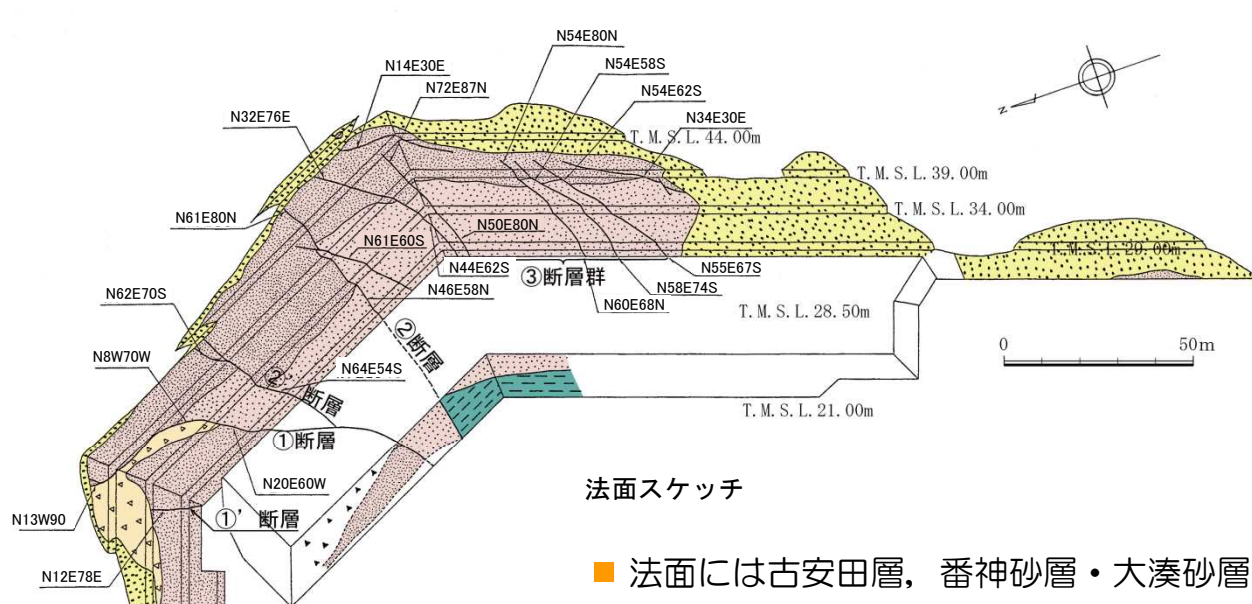 N54E80N
N14E30E
N54E58S
N72E87N
N54E62S
N32E76E
N34E30E
N
T.M.S.L.44.00m
T.M.S.L.39.00m
T.M.S.L.34.00m
N61E80N
N50E80N
N61E60S
T.M.S.L.29.00m
N44E62S
③断層群
N55E67S
N46E58N
N58E74S
N62E70S
N60E68N
T.M.S.L.28.50m
②断層
0 50m
N8W70W
N64E54S
②'断層
T.M.S.L.21.00m
①断層
N20E60W
法面スケッチ
N13W90
①' 断層
N12E78E
■ 法面には古安田層，番神砂層・大湊砂層